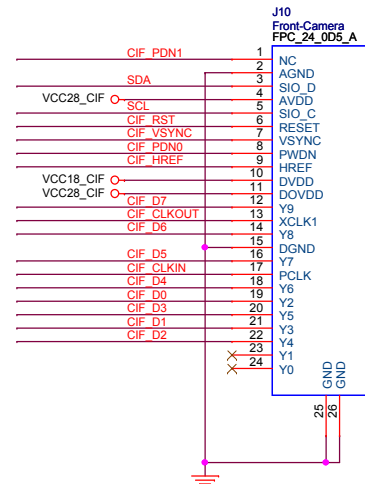 J10
Front-Camera
FPC_24_0D5_A
CIF_PDN1 1 NC
2 AGND
SDA 3 SIO_D
VCC28_CIF 4 AVDD
SCL 5 SIO_C
CIF_RST 6 RESET
CIF_VSYNC 7 VSYNC
CIF_PDN0 8 PWDN
CIF_HREF 9 HREF
VCC18_CIF 10 DVDD
VCC28_CIF 11 DOVDD
CIF_D7 12 Y9
CIF_CLKOUT 13 XCLK1
CIF_D6 14 Y8
15 DGND
CIF_D5 16 Y7
CIF_CLKIN 17 PCLK
CIF_D4 18 Y6
CIF_D0 19 Y2
CIF_D3 20 Y5
CIF_D1 21 Y3
CIF_D2 22 Y4
23 Y1
24 Y0
GND GND
25 26